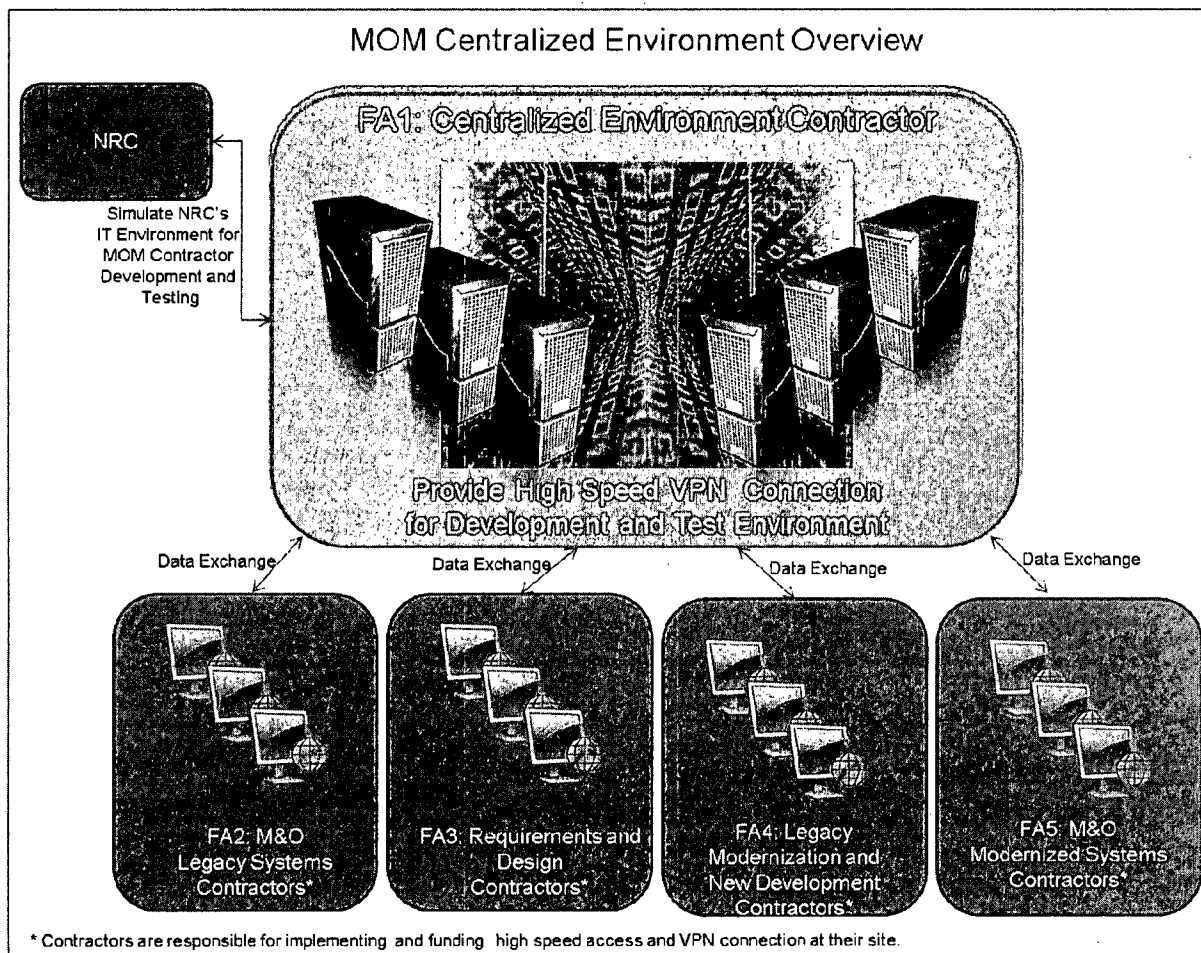 MOM Centralized Environment Overview
NRC
FA1: Centralized Environment Contractor
Simulate NRC's
IT Environment for
MOM Contractor
Development and
Testing
Provide High Speed VPN Connection
for Development and Test Environment
Data Exchange
Data Exchange
Data Exchange
Data Exchange
FA2: M&O
Legacy Systems
Contractors*
FA3: Requirements and
Design
Contractors*
FA4: Legacy
Modernization and
New Development
Contractors*
FA5: M&O
Modernized Systems
Contractors*
* Contractors are responsible for implementing and funding high speed access and VPN connection at their site.